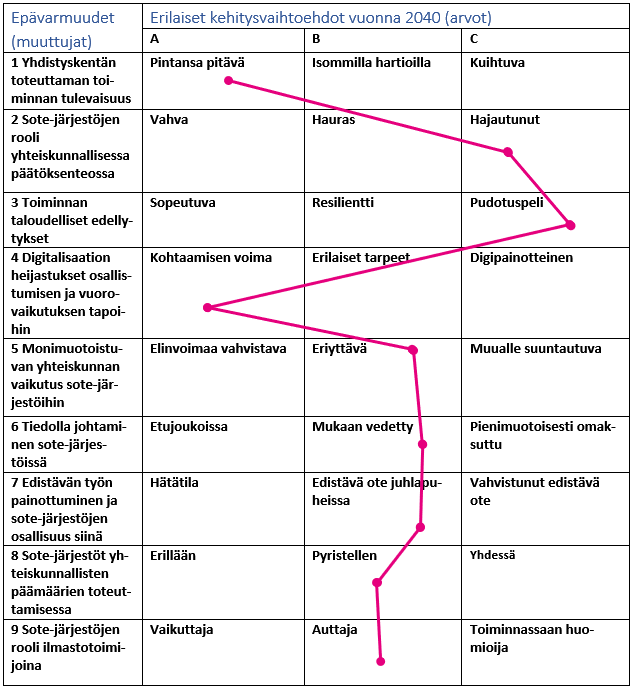 Epävarmuudet
(muuttujat)
Erilaiset kehitysvaihtoehdot vuonna 2040 (arvot)
A
B
C
1 Yhdistyskentän
toteuttaman toi-
minnan tulevaisuus
Pintansa pitävä
Isommilla hartioilla
Kuihtuva
2 Sote-järjestöjen
rooli
yhteiskunnallisessa
päätöksenteossa
Vahva
Hauras
Hajautunut
3 Toiminnan
taloudelliset edelly-
tykset
Sopeutuva
Resilientti
Pudotuspeli
4 Digitalisaation
heijastukset osallis-
tumisen ja vuoro-
vaikutuksen tapoi-
hin
Kohtaamisen voima
Erilaiset tarpeet
Digipainotteinen
5 Monimuotoistu-
van yhteiskunnan
vaikutus sote-jär-
jestöihin
Elinvoimaa vahvistava
Eriyttävä
Muualle suuntautuva
6 Tiedolla johtami-
nen sote-järjes-
töissä
Etujoukoissa
Mukaan vedetty
Pienimuotoisesti omak-
suttu
7 Edistävän työn
painottuminen ja
sote-järjestöjen
osallisuus siinä
Hätätila
Edistävä ote juhlapu-
heissa
Vahvistunut edistävä
ote
8 Sote-järjestöt yh-
teiskunnallisten
päämäärien toteut-
tamisessa
Erillään
Pyristellen
Yhdessä
9 Sote-järjestöjen
rooli ilmastotoimi-
joina
Vaikuttaja
Auttaja
Toiminnassaan huo-
mioija